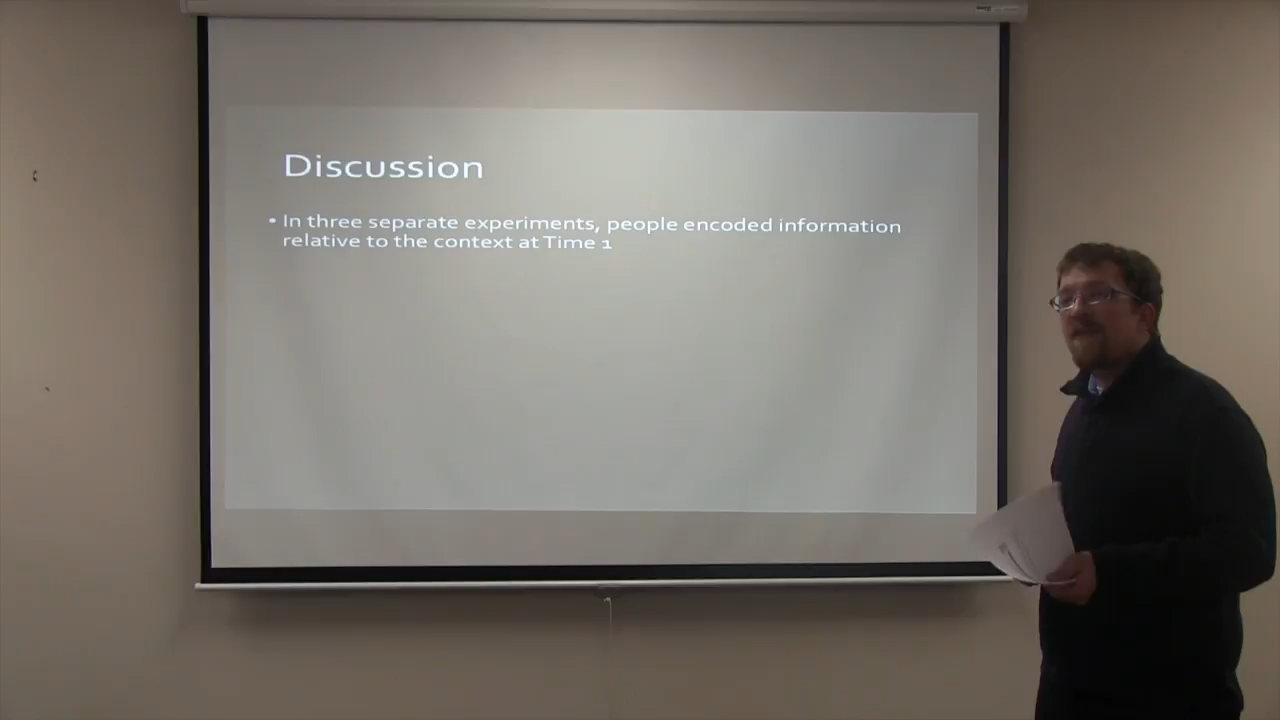 Discussion
• In three separate experiments, people encoded information
relative to the context at Time 1